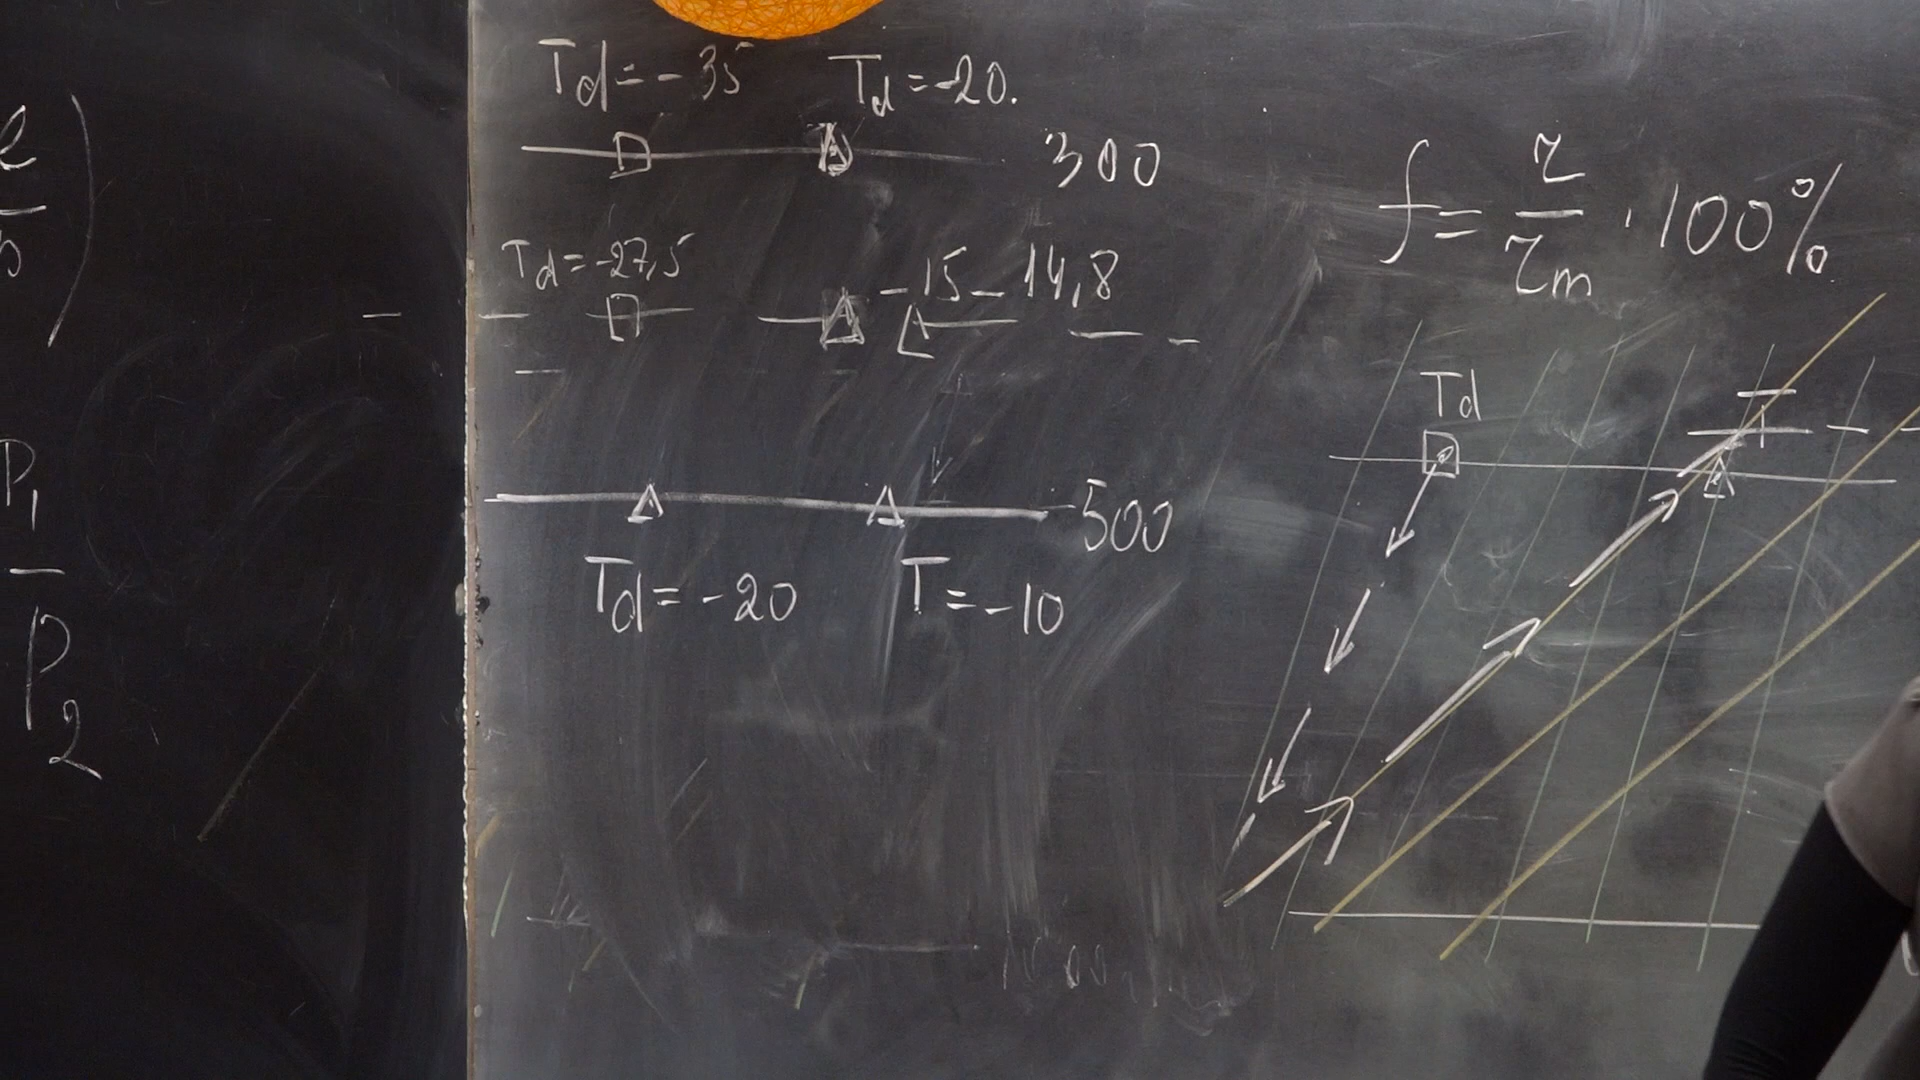 Td = -35 Td = -20.
300
Td = -27,5 -15 -14,8
500
Td = -20 T = -10
f = r/rm · 100%
Td T
P1
P2